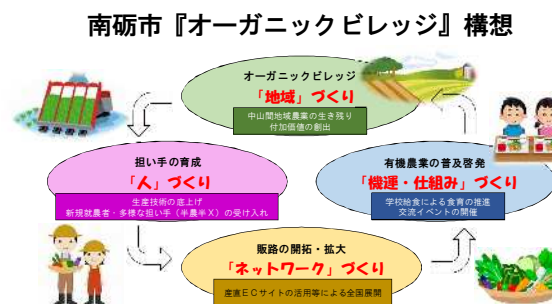 南砺市『オーガニックビレッジ』構想
オーガニックビレッジ
「地域」づくり
中山間地域農業の生き残り
付加価値の創出
担い手の育成
「人」づくり
生産技術の底上げ
新規就農者・多様な担い手（半農半Ｘ）の受け入れ
有機農業の普及啓発
「機運・仕組み」づくり
学校給食による食育の推進
交流イベントの開催
販路の開拓・拡大
「ネットワーク」づくり
産直ＥＣサイトの活用等による全国展開